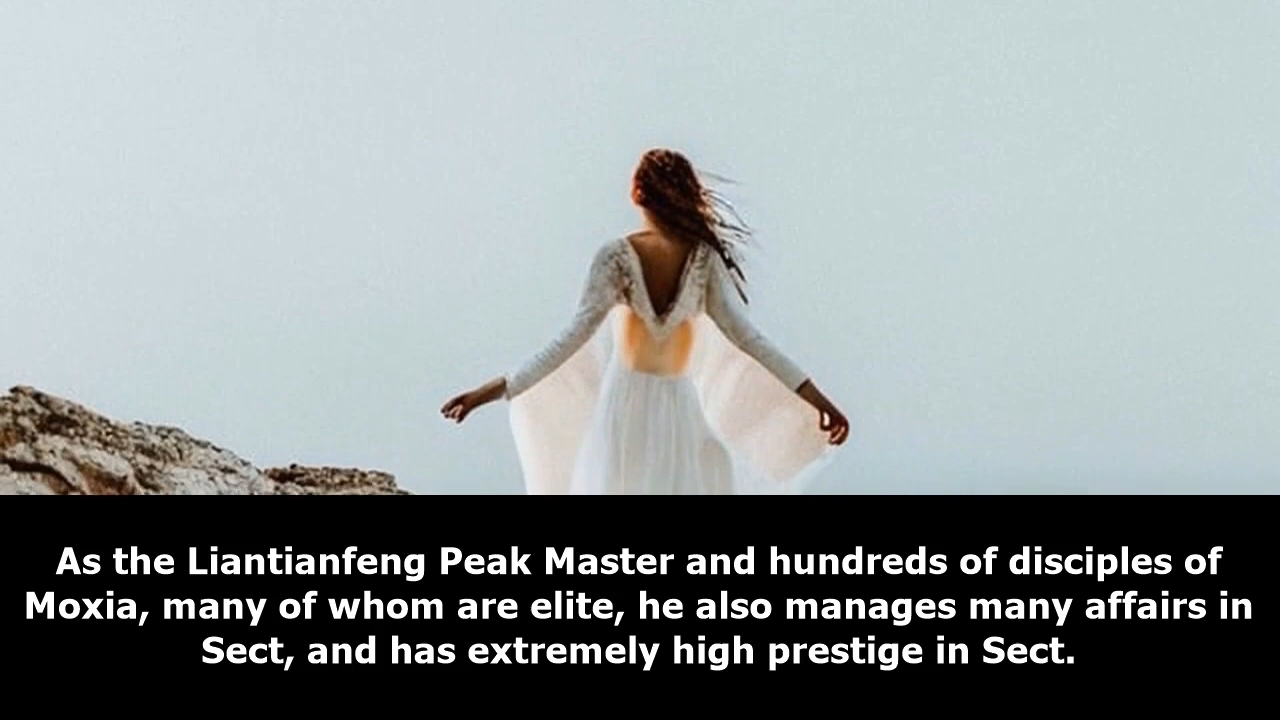 As the Liantianfeng Peak Master and hundreds of disciples of
Moxia, many of whom are elite, he also manages many affairs in
Sect, and has extremely high prestige in Sect.